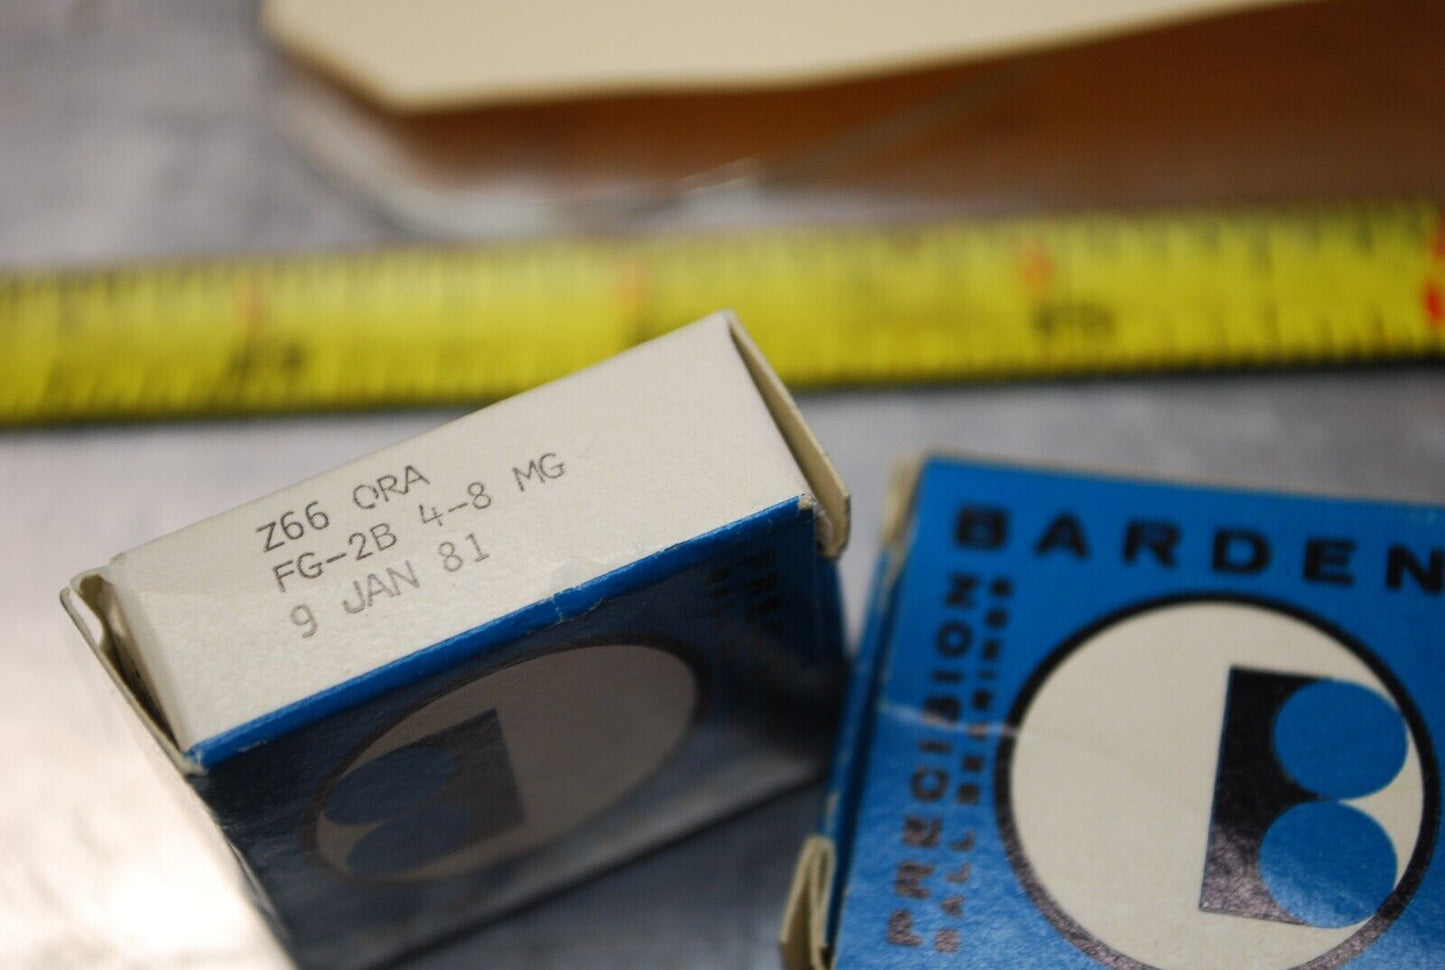 Z66 ORA
FG-2B 4-8 MG
9 JAN 81
BARDEN
PRECISION
BALL BEARINGS